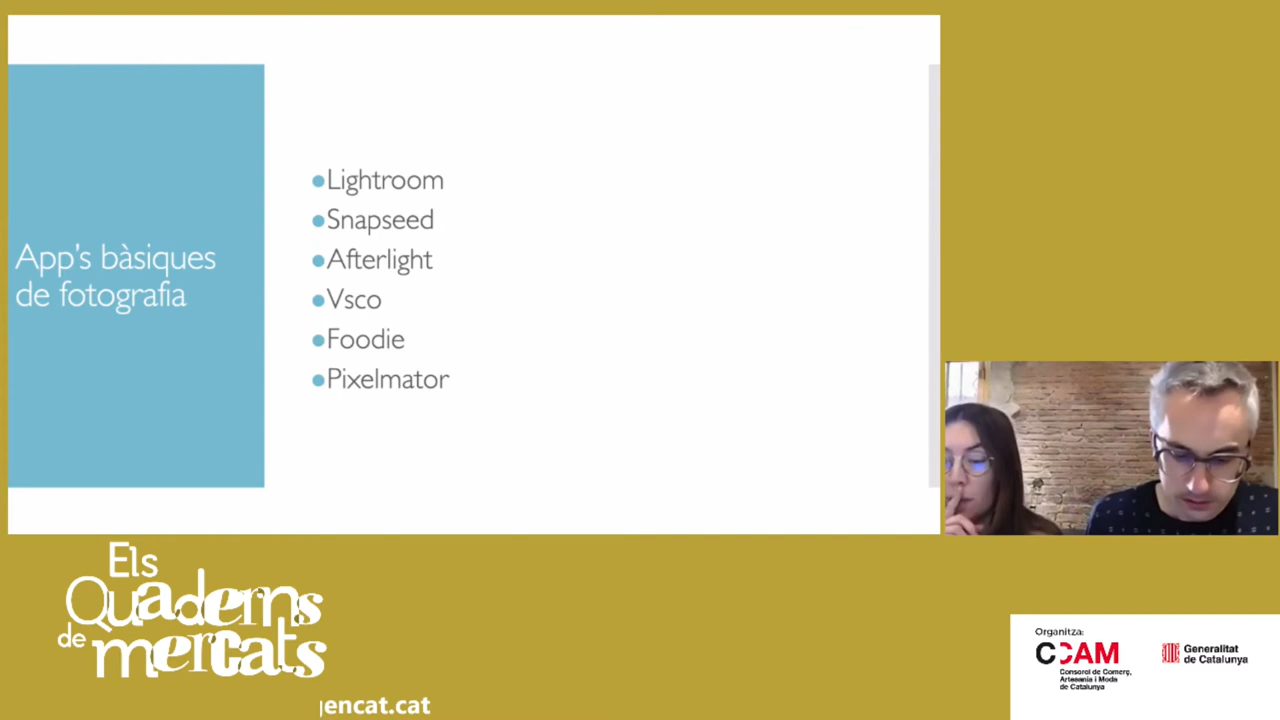 App's bàsiques
de fotografia
●Lightroom
●Snapseed
●Afterlight
●Vsco
●Foodie
●Pixelmator
Els
Quaderns
de mercats
gencat.cat
Organitza:
CCAM
Consorci de Comerç,
Artesania i Moda
de Catalunya
Generalitat
de Catalunya